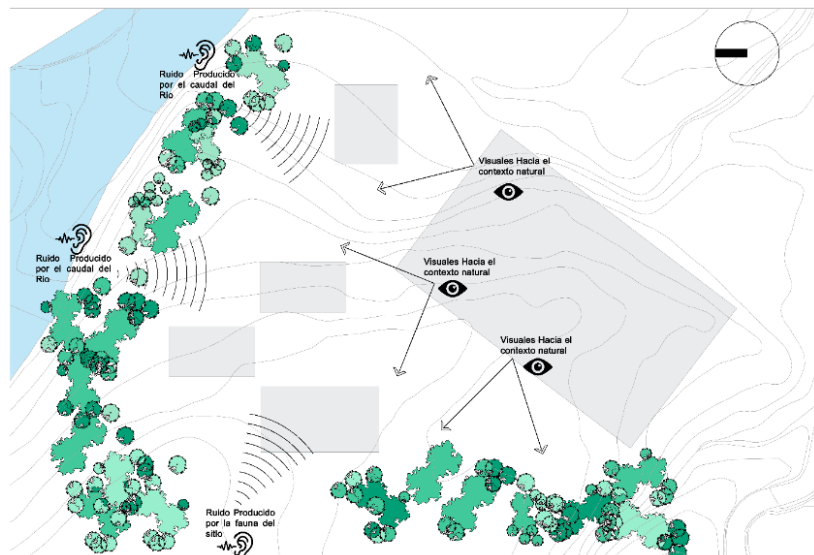 Ruido Producido
por el caudal del
Rio
Visuales Hacia el
contexto natural
Ruido Producido
por el caudal del
Rio
Visuales Hacia el
contexto natural
Visuales Hacia el
contexto natural
Ruido Producido
por la fauna del
sitio